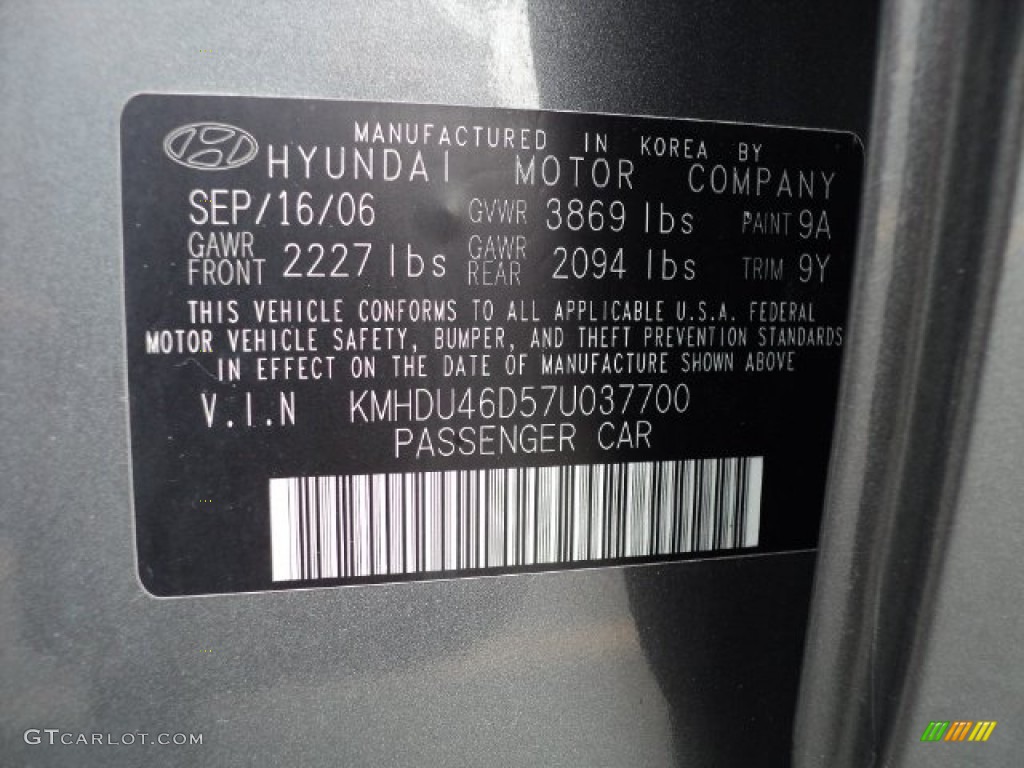 MANUFACTURED IN KOREA BY
HYUNDAI MOTOR COMPANY
SEP/16/06 GVWR 3869 lbs PAINT 9A
GAWR FRONT 2227 lbs GAWR REAR 2094 lbs TRIM 9Y
THIS VEHICLE CONFORMS TO ALL APPLICABLE U.S.A. FEDERAL
MOTOR VEHICLE SAFETY, BUMPER, AND THEFT PREVENTION STANDARDS
IN EFFECT ON THE DATE OF MANUFACTURE SHOWN ABOVE
V.I.N KMHDU46D57U037700
PASSENGER CAR
GTCARLOT.COM